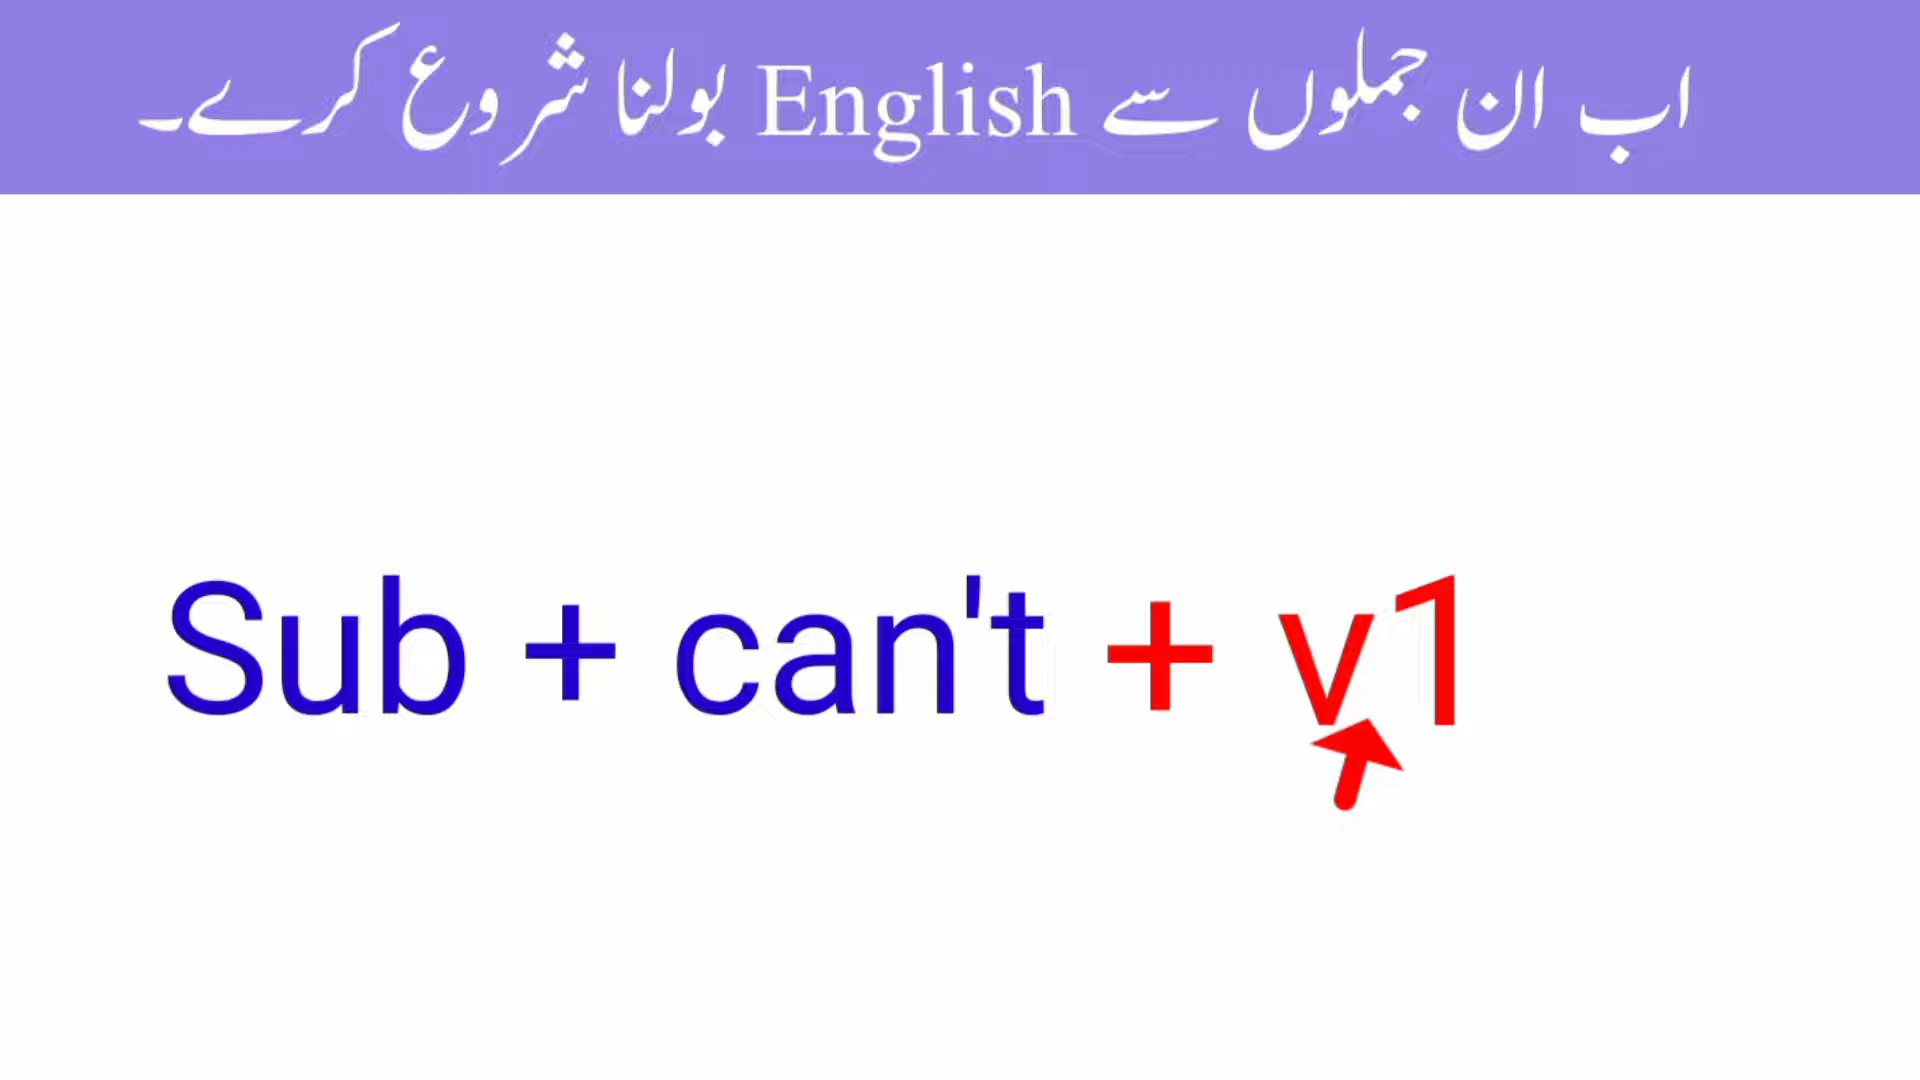 اب ان جملوں سے English بولنا شروع کرے۔
Sub + can't + v1